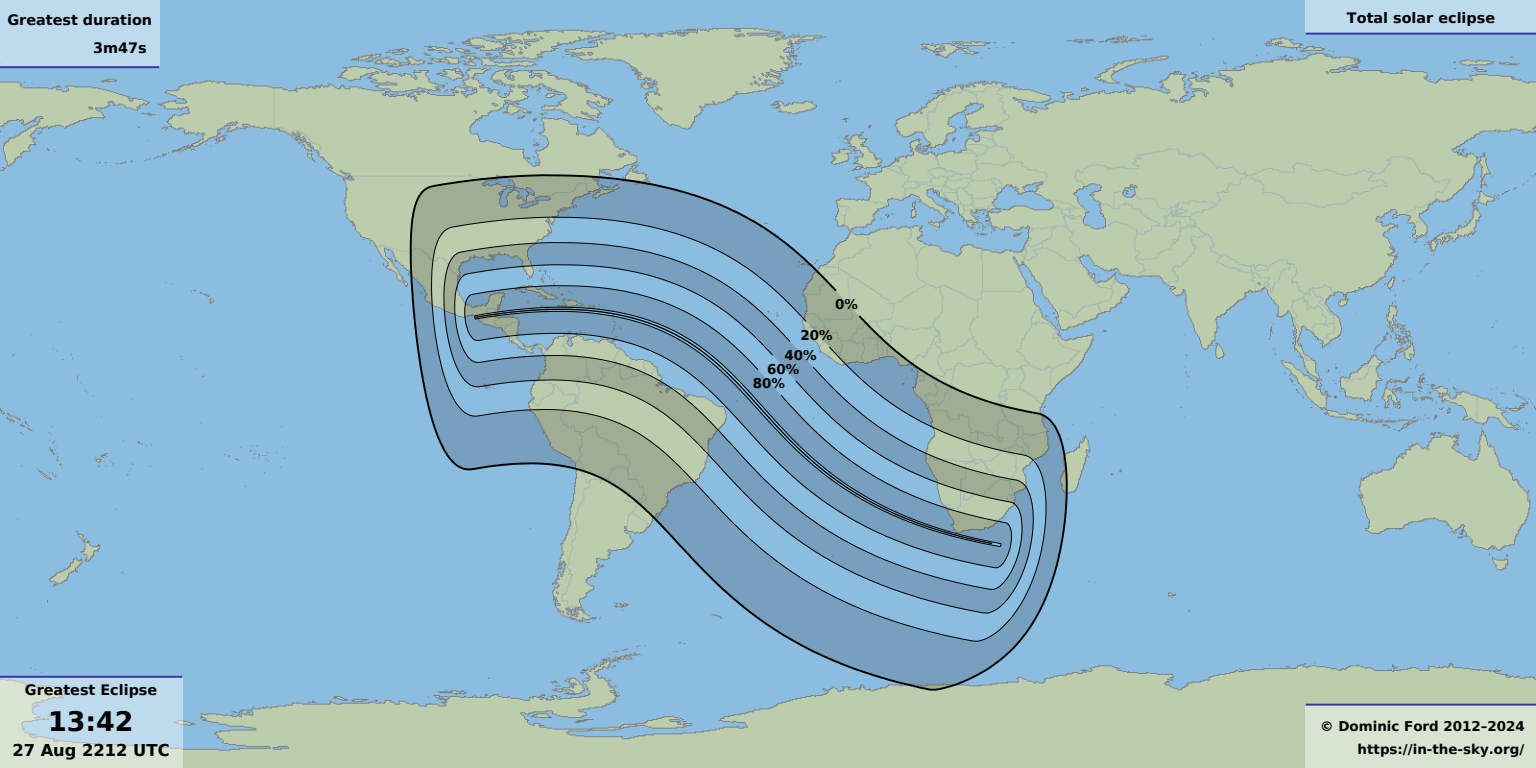 Greatest duration
3m47s
Total solar eclipse
0%
20%
40%
60%
80%
Greatest Eclipse
13:42
27 Aug 2212 UTC
© Dominic Ford 2012–2024
https://in-the-sky.org/